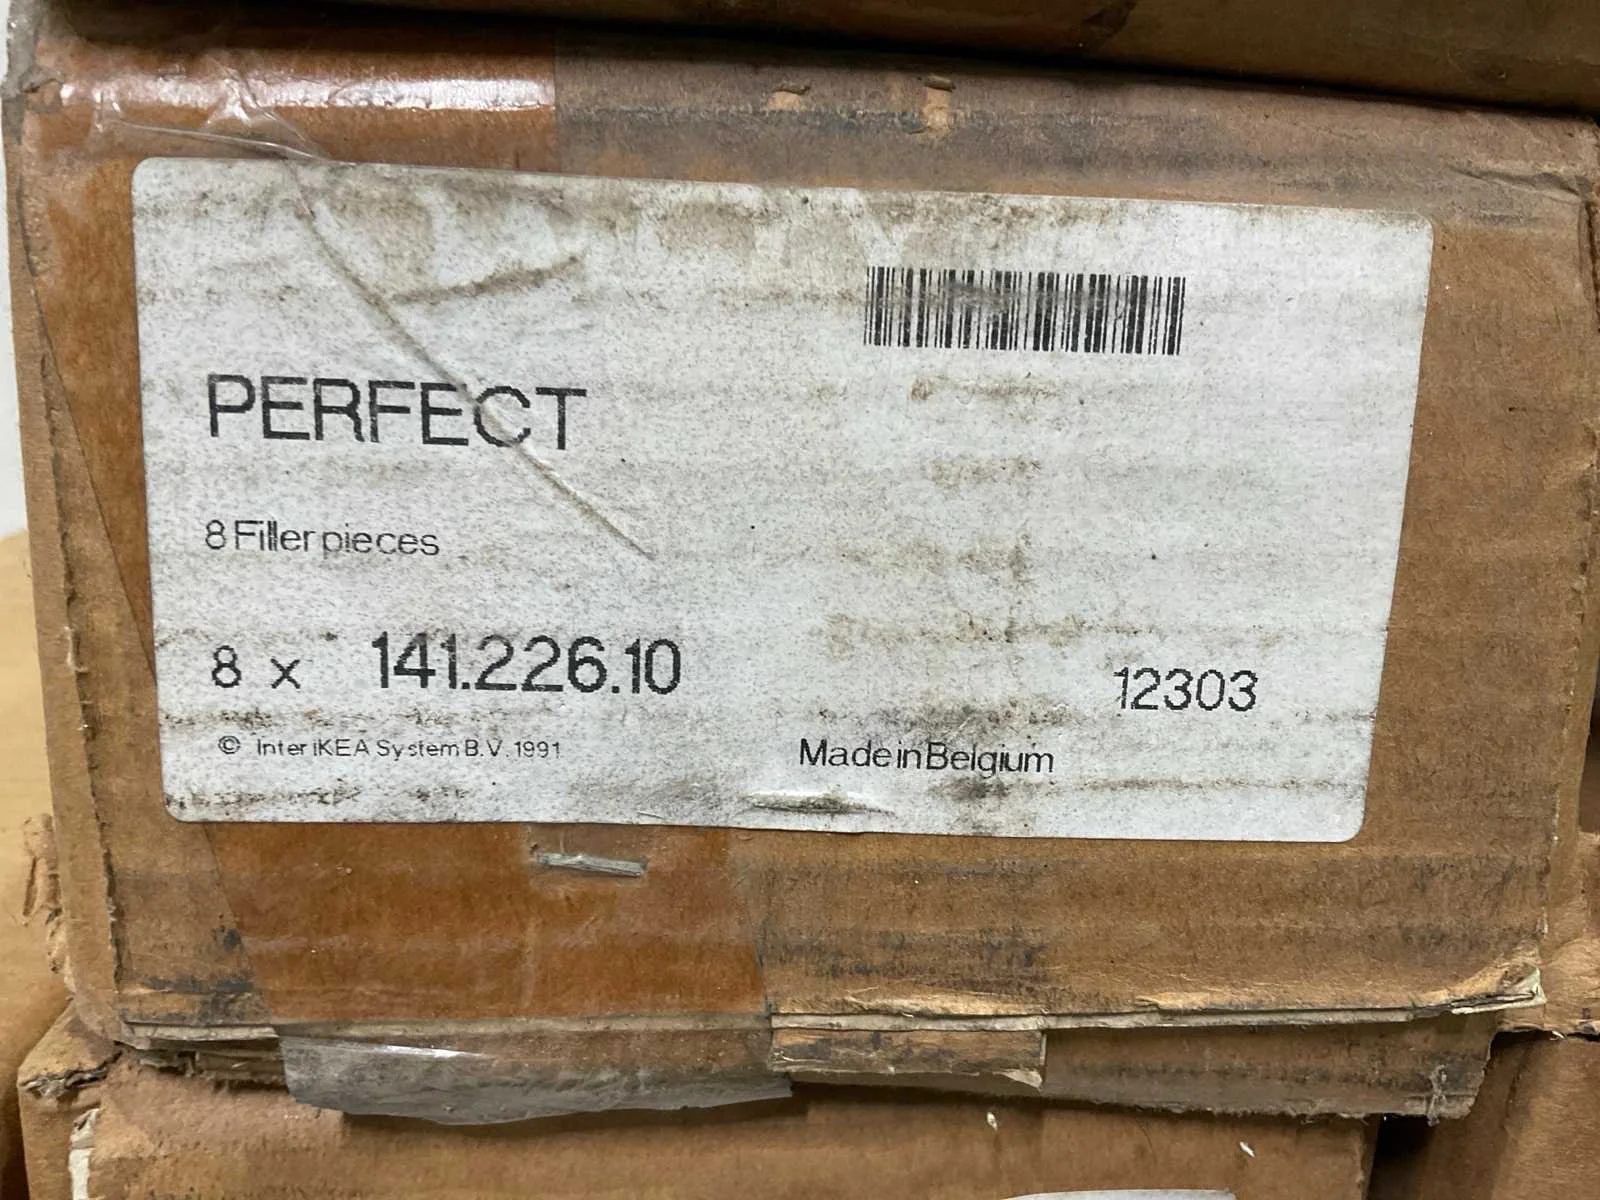 PERFECT
8 Filler pieces
8 x 141.226.10
12303
© Inter IKEA System B.V. 1991
Made in Belgium